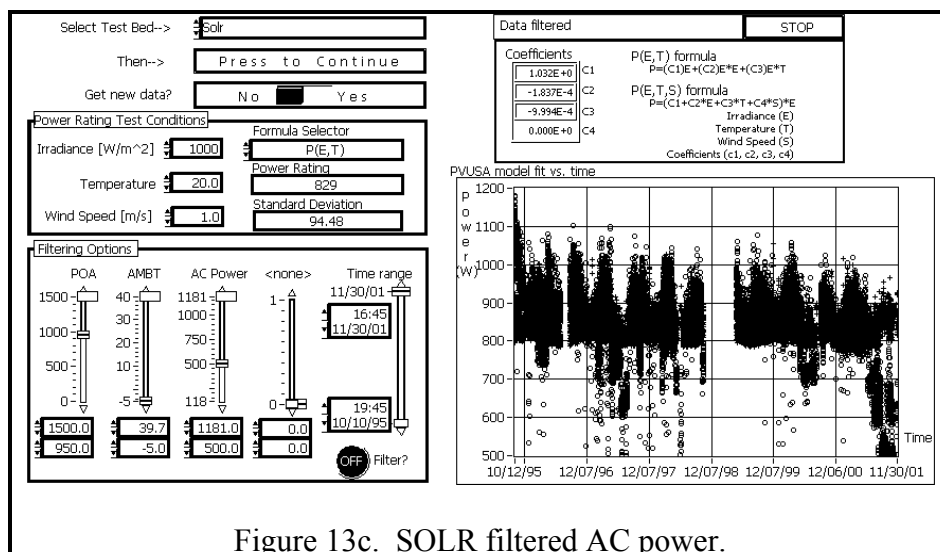 Select Test Bed-->
Solr
Then-->
Press to Continue
Get new data?
No Yes
Power Rating Test Conditions
Irradiance [W/m^2]
1000
Temperature
20.0
Wind Speed [m/s]
1.0
Formula Selector
P(E,T)
Power Rating
829
Standard Deviation
94.48
Filtering Options
POA AMBT AC Power <none> Time range
1500
1000
500
0
1500.0
950.0
40
30
20
10
-5
39.7
-5.0
1181
1000
750
500
118
1181.0
500.0
1
0
0.0
0.0
11/30/01
16:45
11/30/01
19:45
10/10/95
OFF Filter?
Data filtered
STOP
Coefficients
1.032E+0 C1
-1.837E-4 C2
-9.994E-4 C3
0.000E+0 C4
P(E,T) formula
P=(C1)E+(C2)E*E+(C3)E*T
P(E,T,S) formula
P=(C1+C2*E+C3*T+C4*S)*E
Irradiance (E)
Temperature (T)
Wind Speed (S)
Coefficients (c1, c2, c3, c4)
PVUSA model fit vs. time
Power (W)
1200
1100
1000
900
800
700
600
500
Time
10/12/95 12/07/96 12/07/97 12/07/98 12/07/99 12/06/00 11/30/01
Figure 13c. SOLR filtered AC power.